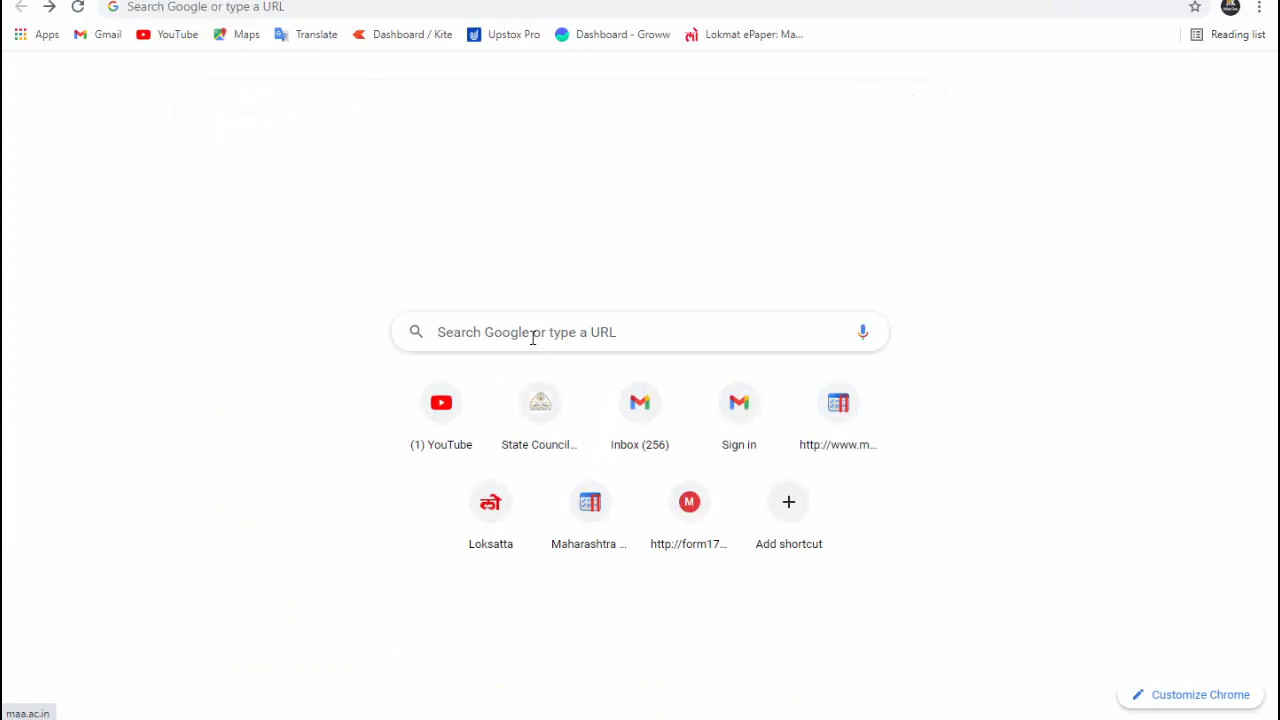 Search Google or type a URL
Apps Gmail YouTube Maps Translate Dashboard / Kite Upstox Pro Dashboard - Groww Lokmat ePaper: Ma... Reading list
Search Google or type a URL
(1) YouTube State Council... Inbox (256) Sign in http://www.m...
लो M
Loksatta Maharashtra ... http://form17... Add shortcut
Customize Chrome
maa.ac.in